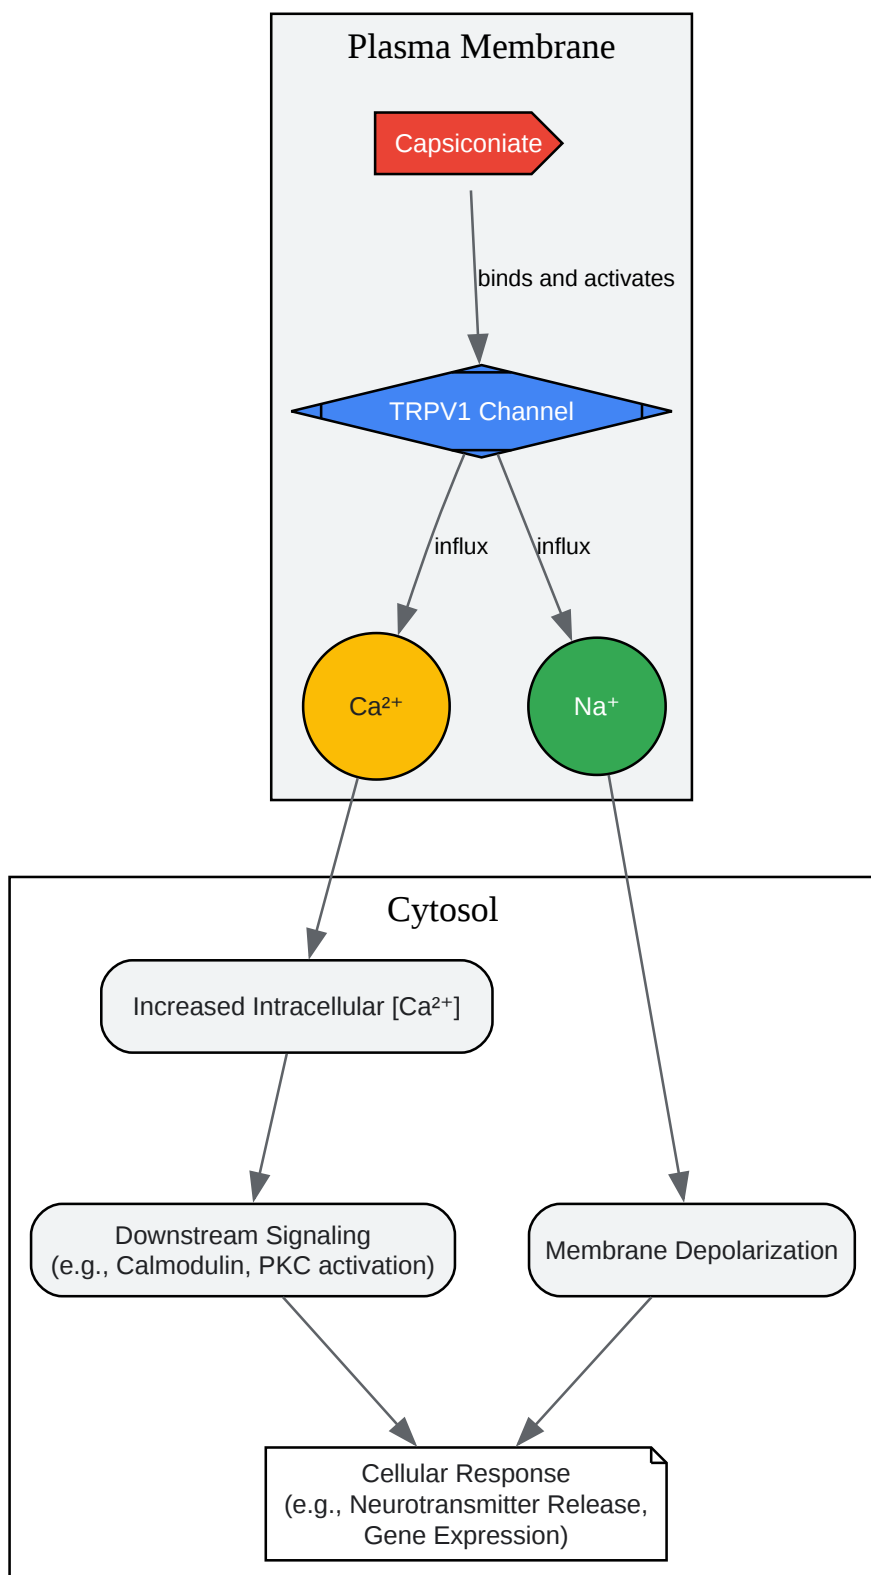 Plasma Membrane
Capsiconiate
binds and activates
TRPV1 Channel
influx
influx
Ca²⁺
Na⁺
Cytosol
Increased Intracellular [Ca²⁺]
Downstream Signaling
(e.g., Calmodulin, PKC activation)
Membrane Depolarization
Cellular Response
(e.g., Neurotransmitter Release,
Gene Expression)